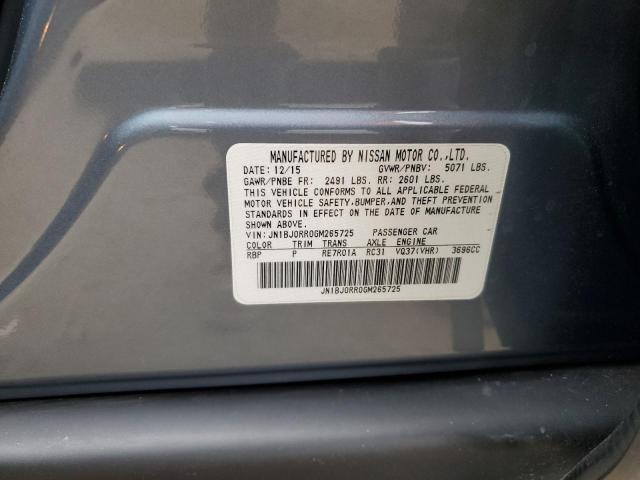 MANUFACTURED BY NISSAN MOTOR CO.,LTD.
DATE: 12/15 GVWR/PNBV: 5071 LBS.
GAWR/PNBE FR: 2491 LBS. RR: 2601 LBS.
THIS VEHICLE CONFORMS TO ALL APPLICABLE FEDERAL
MOTOR VEHICLE SAFETY,BUMPER,AND THEFT PREVENTION
STANDARDS IN EFFECT ON THE DATE OF MANUFACTURE
SHOWN ABOVE.
VIN:JN1BJ0RR0GM265725 PASSENGER CAR
COLOR TRIM TRANS AXLE ENGINE
RBP P RE7R01A RC31 VQ37(VHR) 3696CC
JN1BJ0RR0GM265725